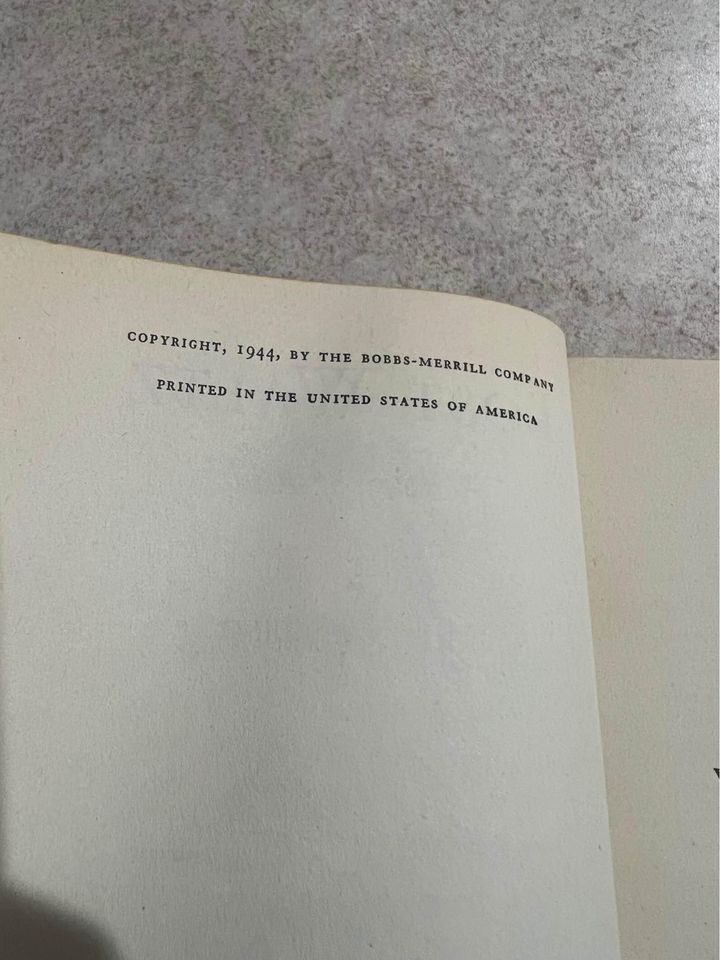 COPYRIGHT, 1944, BY THE BOBBS-MERRILL COMPANY
PRINTED IN THE UNITED STATES OF AMERICA